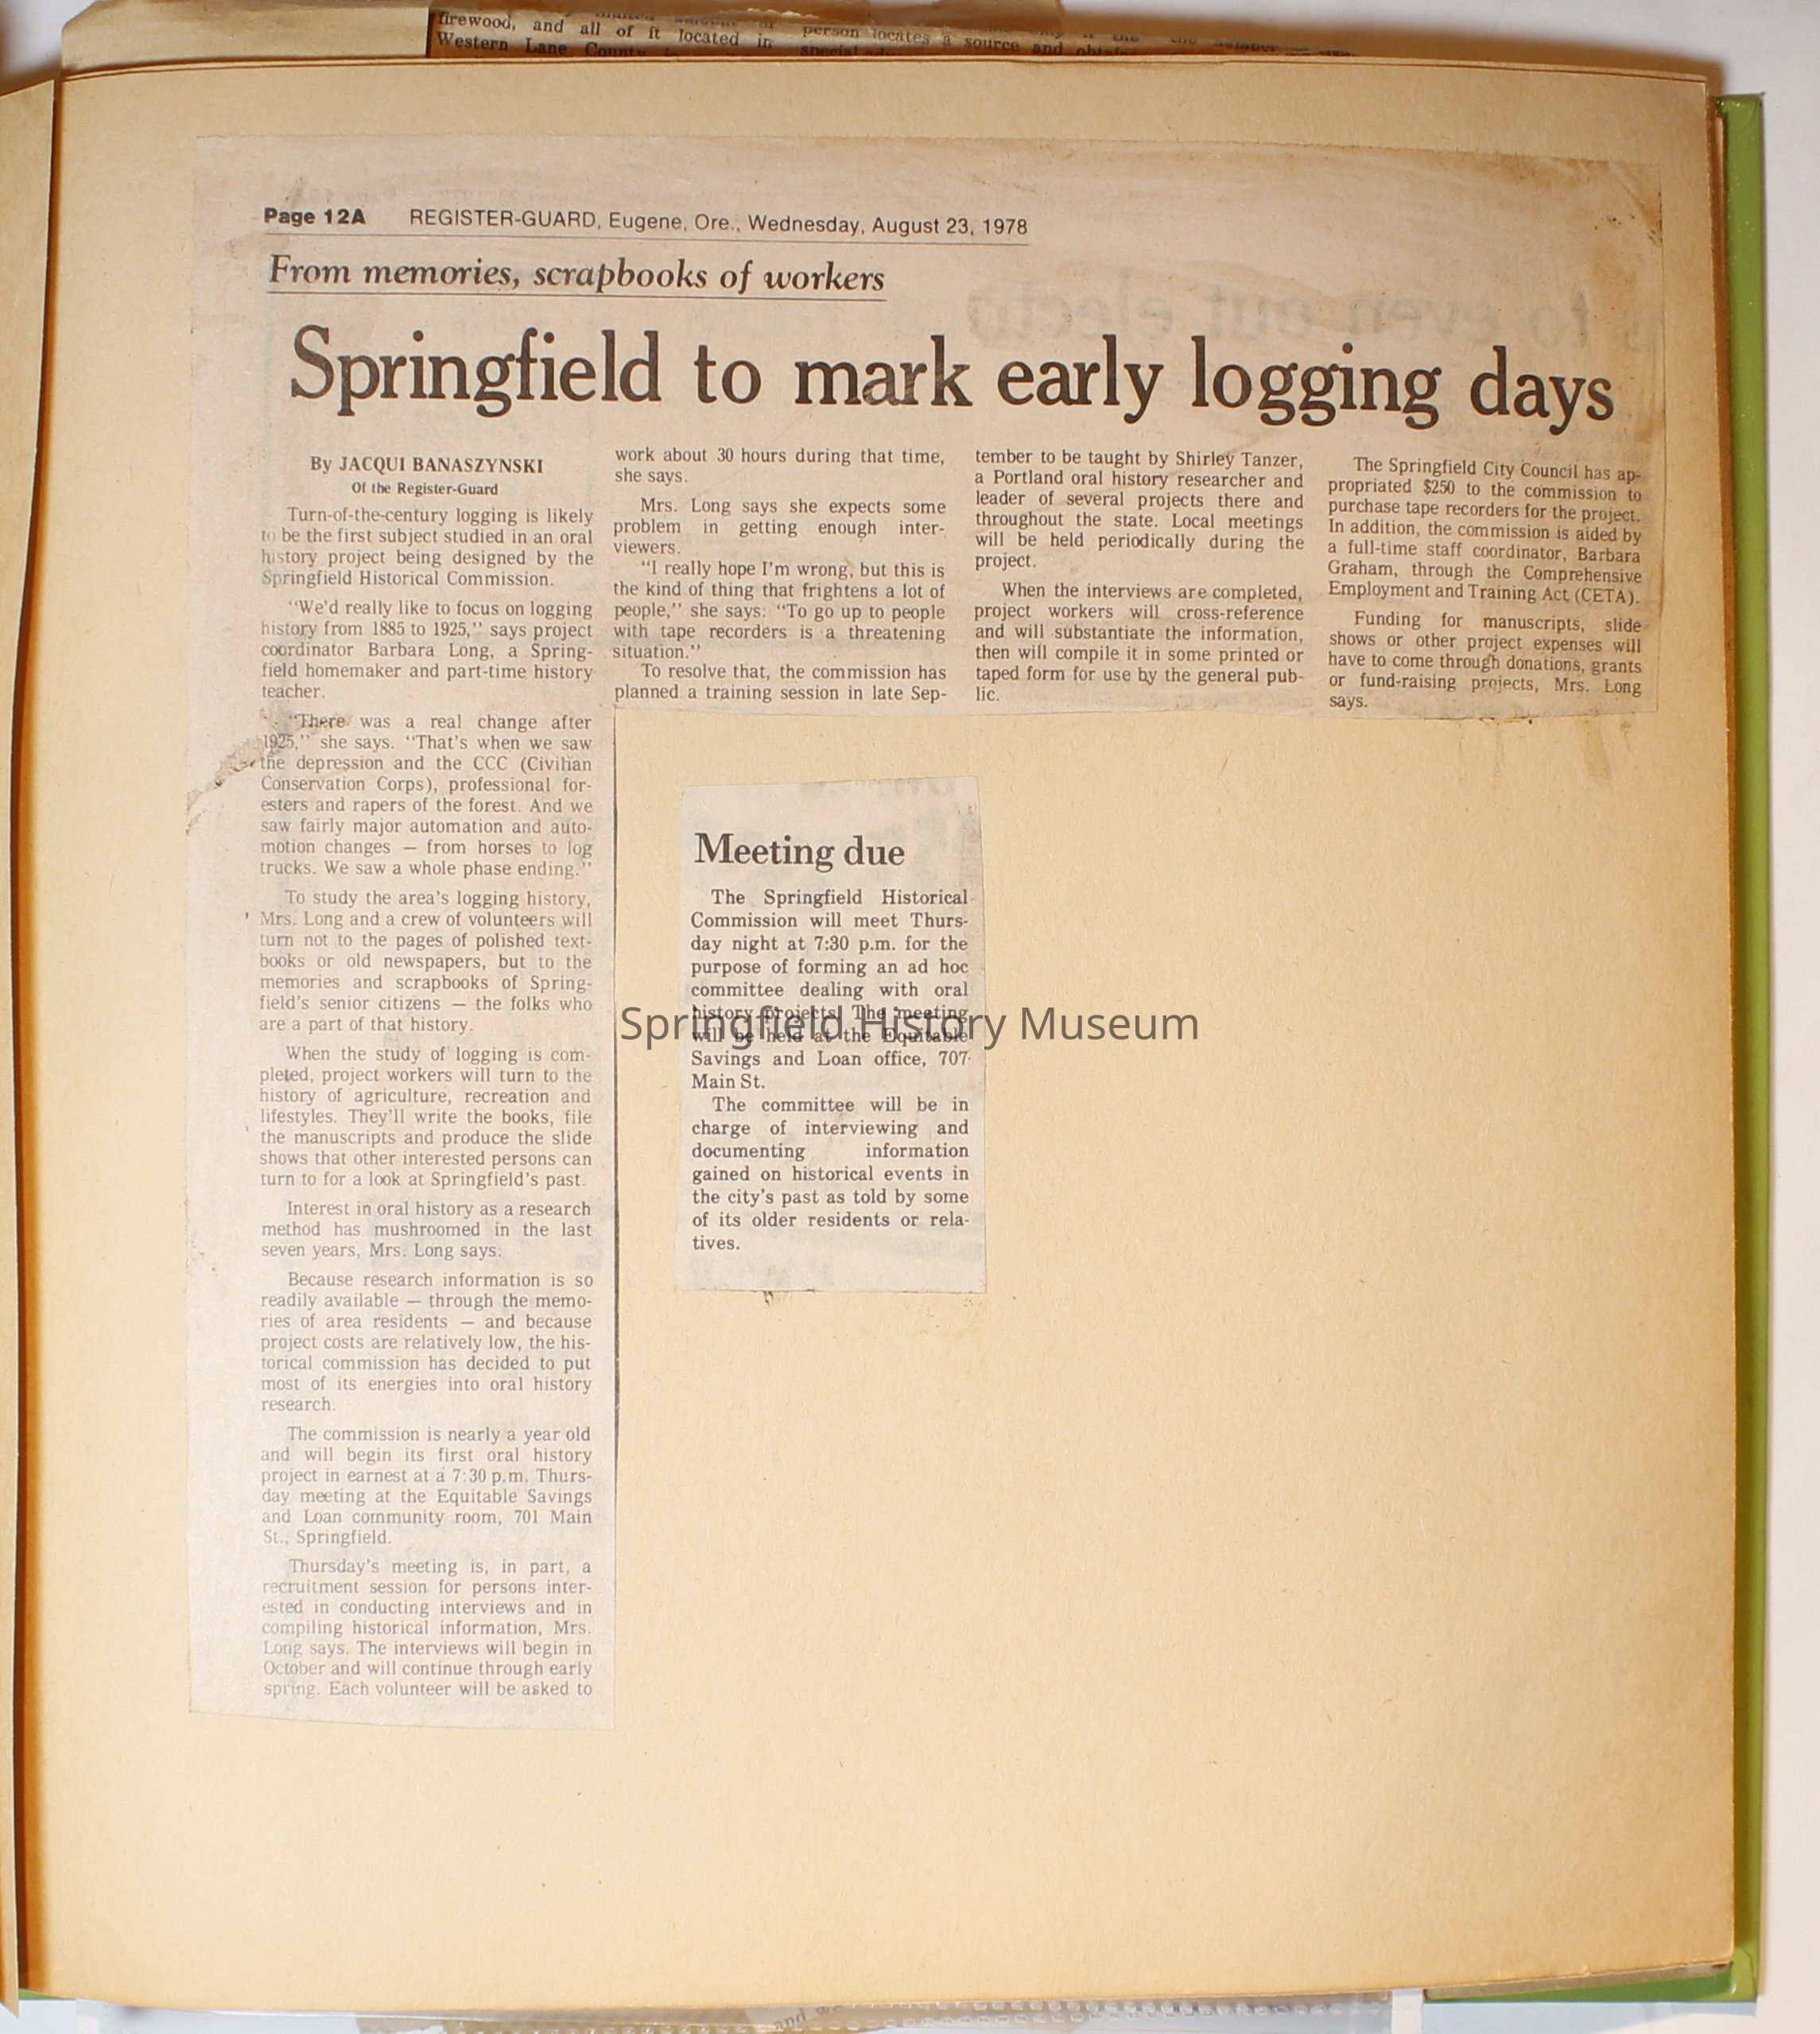 firewood, and all of it located in
Western Lane County
person locates a source and
Page 12A REGISTER-GUARD, Eugene, Ore., Wednesday, August 23, 1978
From memories, scrapbooks of workers
Springfield to mark early logging days
By JACQUI BANASZYNSKI
Of the Register-Guard
Turn-of-the-century logging is likely
to be the first subject studied in an oral
history project being designed by the
Springfield Historical Commission.
“We'd really like to focus on logging
history from 1885 to 1925,” says project
coordinator Barbara Long, a Spring-
field homemaker and part-time history
teacher.
“There was a real change after
1925,” she says. “That's when we saw
the depression and the CCC (Civilian
Conservation Corps), professional for-
esters and rapers of the forest. And we
saw fairly major automation and auto-
motion changes — from horses to log
trucks. We saw a whole phase ending.”
To study the area's logging history,
Mrs. Long and a crew of volunteers will
turn not to the pages of polished text-
books or old newspapers, but to the
memories and scrapbooks of Spring-
field's senior citizens — the folks who
are a part of that history.
When the study of logging is com-
pleted, project workers will turn to the
history of agriculture, recreation and
lifestyles. They'll write the books, file
the manuscripts and produce the slide
shows that other interested persons can
turn to for a look at Springfield's past.
Interest in oral history as a research
method has mushroomed in the last
seven years, Mrs. Long says.
Because research information is so
readily available — through the memo-
ries of area residents — and because
project costs are relatively low, the his-
torical commission has decided to put
most of its energies into oral history
research.
The commission is nearly a year old
and will begin its first oral history
project in earnest at a 7:30 p.m. Thurs-
day meeting at the Equitable Savings
and Loan community room, 701 Main
St., Springfield.
Thursday's meeting is, in part, a
recruitment session for persons inter-
ested in conducting interviews and in
compiling historical information, Mrs.
Long says. The interviews will begin in
October and will continue through early
spring. Each volunteer will be asked to
work about 30 hours during that time,
she says.
Mrs. Long says she expects some
problem in getting enough inter-
viewers.
“I really hope I'm wrong, but this is
the kind of thing that frightens a lot of
people,” she says. “To go up to people
with tape recorders is a threatening
situation.”
To resolve that, the commission has
planned a training session in late Sep-
tember to be taught by Shirley Tanzer,
a Portland oral history researcher and
leader of several projects there and
throughout the state. Local meetings
will be held periodically during the
project.
When the interviews are completed,
project workers will cross-reference
and will substantiate the information,
then will compile it in some printed or
taped form for use by the general pub-
lic.
The Springfield City Council has ap-
propriated $250 to the commission to
purchase tape recorders for the project.
In addition, the commission is aided by
a full-time staff coordinator, Barbara
Graham, through the Comprehensive
Employment and Training Act (CETA).
Funding for manuscripts, slide
shows or other project expenses will
have to come through donations, grants
or fund-raising projects, Mrs. Long
says.
Meeting due
The Springfield Historical
Commission will meet Thurs-
day night at 7:30 p.m. for the
purpose of forming an ad hoc
committee dealing with oral
history projects. The meeting
will be held at the Equitable
Savings and Loan office, 707
Main St.
The committee will be in
charge of interviewing and
documenting information
gained on historical events in
the city's past as told by some
of its older residents or rela-
tives.
Springfield History Museum
and